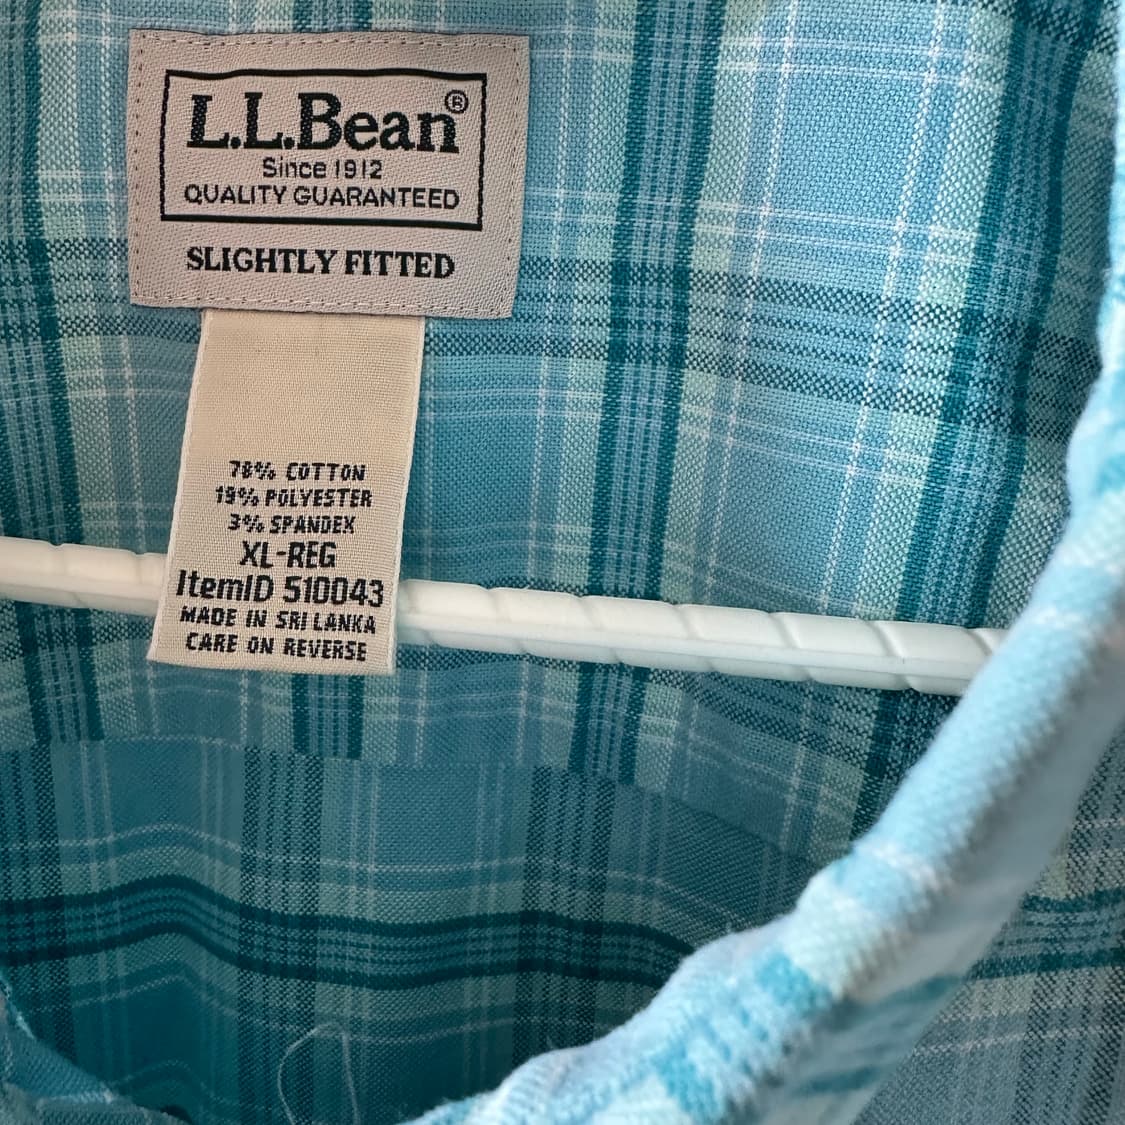 L.L.Bean®
Since 1912
QUALITY GUARANTEED
SLIGHTLY FITTED
78% COTTON
19% POLYESTER
3% SPANDEX
XL-REG
ItemID 510043
MADE IN SRI LANKA
CARE ON REVERSE